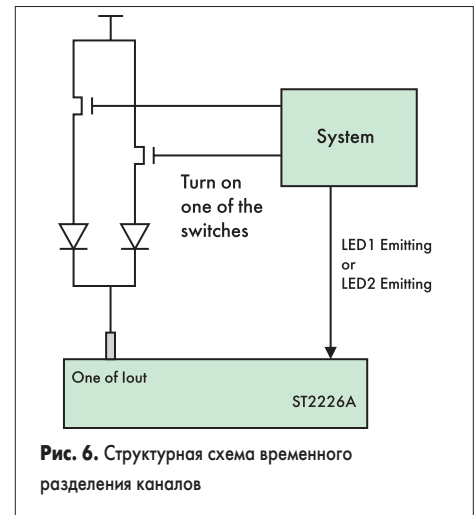 System
Turn on
one of the
switches
LED1 Emitting
or
LED2 Emitting
One of Iout
ST2226A
Рис. 6. Структурная схема временного
разделения каналов